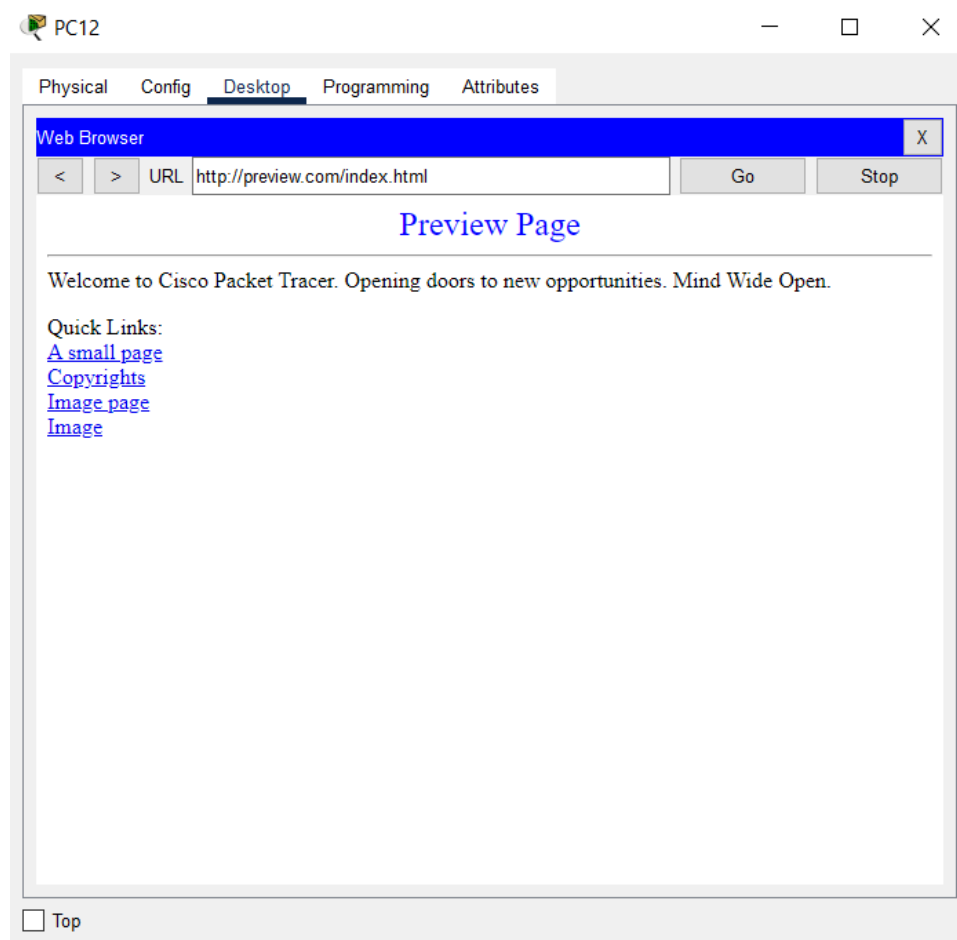 PC12
Physical Config Desktop Programming Attributes
Web Browser X
< > URL http://preview.com/index.html Go Stop
Preview Page
Welcome to Cisco Packet Tracer. Opening doors to new opportunities. Mind Wide Open.
Quick Links:
A small page
Copyrights
Image page
Image
Top